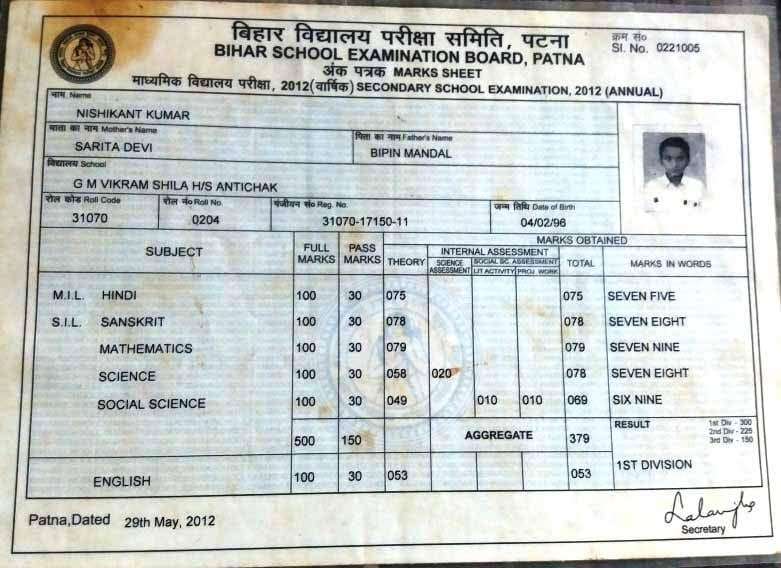 बिहार विद्यालय परीक्षा समिति, पटना
BIHAR SCHOOL EXAMINATION BOARD, PATNA
क्रम सं०
Sl. No. 0221005
अंक पत्रक MARKS SHEET
माध्यमिक विद्यालय परीक्षा, 2012(वार्षिक) SECONDARY SCHOOL EXAMINATION, 2012 (ANNUAL)
नाम Name
NISHIKANT KUMAR
माता का नाम Mother's Name पिता का नाम Father's Name
SARITA DEVI BIPIN MANDAL
विद्यालय School
G M VIKRAM SHILA H/S ANTICHAK
रोल कोड Roll Code रोल नं० Roll No. पंजीयन सं० Reg. No. जन्म तिथि Date of Birth
31070 0204 31070-17150-11 04/02/96
SUBJECT FULL MARKS PASS MARKS MARKS OBTAINED
THEORY INTERNAL ASSESSMENT TOTAL MARKS IN WORDS
SCIENCE ASSESSMENT SOCIAL SC. ASSESSMENT
LIT ACTIVITY PROJ. WORK
M.I.L. HINDI 100 30 075 075 SEVEN FIVE
S.I.L. SANSKRIT 100 30 078 078 SEVEN EIGHT
MATHEMATICS 100 30 079 079 SEVEN NINE
SCIENCE 100 30 058 020 078 SEVEN EIGHT
SOCIAL SCIENCE 100 30 049 010 010 069 SIX NINE
500 150 AGGREGATE 379 RESULT
1st Div - 300
2nd Div - 225
3rd Div - 150
ENGLISH 100 30 053 053 1ST DIVISION
Patna,Dated 29th May, 2012
Secretary